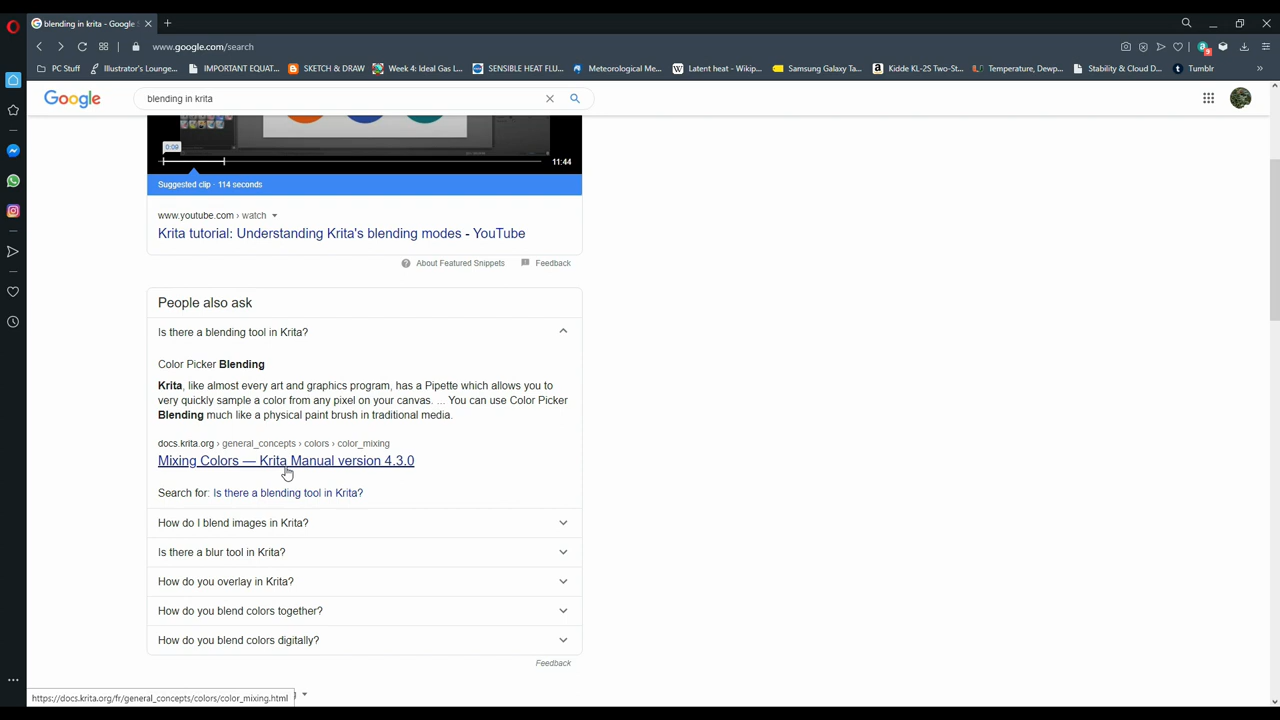 blending in krita - Google
www.google.com/search
PC Stuff
Illustrator's Lounge...
IMPORTANT EQUAT...
SKETCH & DRAW
Week 4: Ideal Gas L...
SENSIBLE HEAT FLU...
Meteorological Me...
Latent heat - Wikip...
Samsung Galaxy Ta...
Kidde KL-2S Two-St...
Temperature, Dewp...
Stability & Cloud D...
Tumblr
Google
blending in krita
0:09
11:44
Suggested clip · 114 seconds
www.youtube.com › watch
Krita tutorial: Understanding Krita's blending modes - YouTube
About Featured Snippets
Feedback
People also ask
Is there a blending tool in Krita?
Color Picker Blending
Krita, like almost every art and graphics program, has a Pipette which allows you to
very quickly sample a color from any pixel on your canvas. ... You can use Color Picker
Blending much like a physical paint brush in traditional media.
docs.krita.org › general_concepts › colors › color_mixing
Mixing Colors — Krita Manual version 4.3.0
Search for: Is there a blending tool in Krita?
How do I blend images in Krita?
Is there a blur tool in Krita?
How do you overlay in Krita?
How do you blend colors together?
How do you blend colors digitally?
Feedback
https://docs.krita.org/fr/general_concepts/colors/color_mixing.html